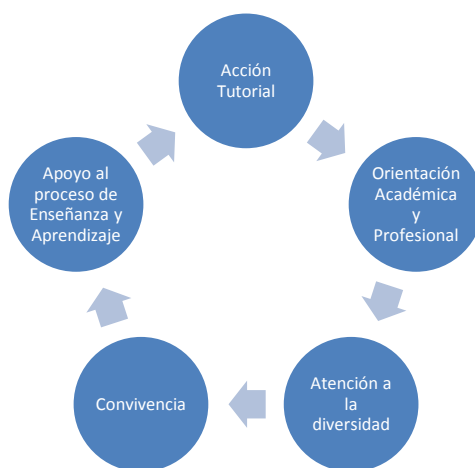 Acción
Tutorial
Orientación
Académica
y
Profesional
Atención a
la
diversidad
Convivencia
Apoyo al
proceso de
Enseñanza y
Aprendizaje